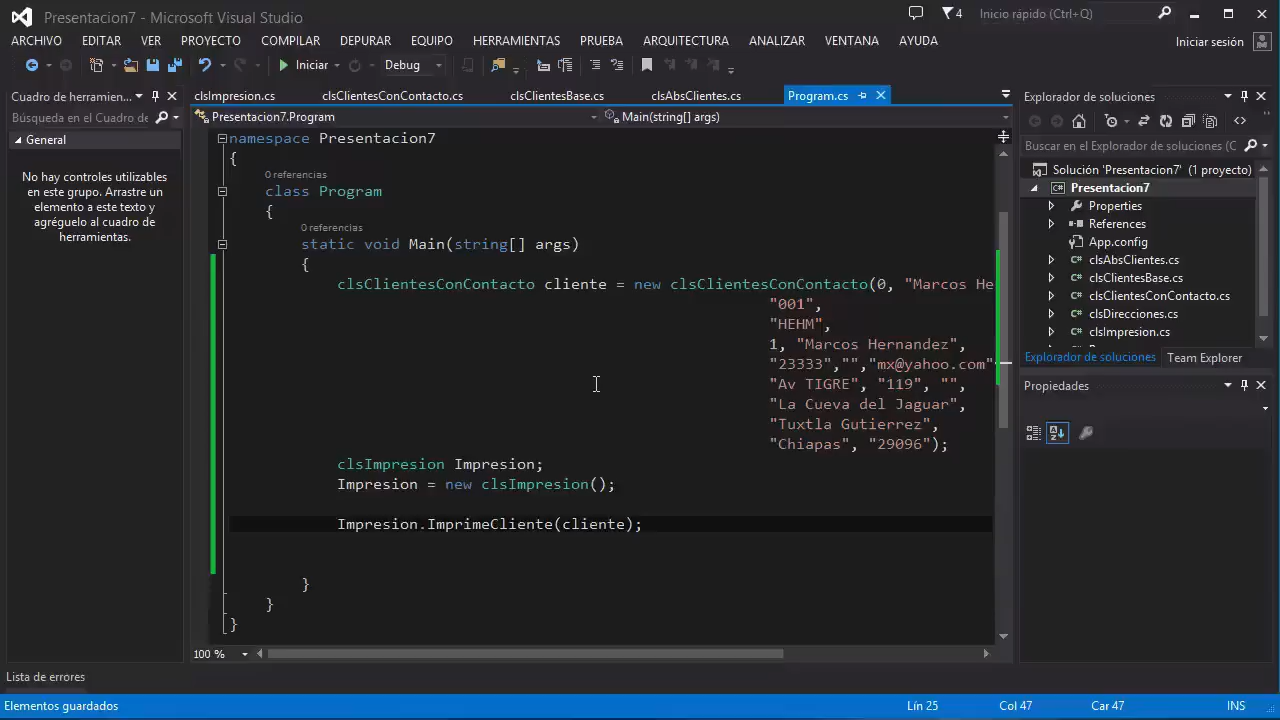 Presentacion7 - Microsoft Visual Studio
4
Inicio rápido (Ctrl+Q)
ARCHIVO EDITAR VER PROYECTO COMPILAR DEPURAR EQUIPO HERRAMIENTAS PRUEBA ARQUITECTURA ANALIZAR VENTANA AYUDA
Iniciar sesión
Iniciar
Debug
Cuadro de herramien...
Búsqueda en el Cuadro de
General
No hay controles utilizables
en este grupo. Arrastre un
elemento a este texto y
agréguelo al cuadro de
herramientas.
clsImpresion.cs clsClientesConContacto.cs clsClientesBase.cs clsAbsClientes.cs Program.cs
Presentacion7.Program
Main(string[] args)
namespace Presentacion7
{
0 referencias
class Program
{
0 referencias
static void Main(string[] args)
{
clsClientesConContacto cliente = new clsClientesConContacto(0, "Marcos He
"001",
"HEHM",
1, "Marcos Hernandez",
"23333","","mx@yahoo.com"
"Av TIGRE", "119", "",
"La Cueva del Jaguar",
"Tuxtla Gutierrez",
"Chiapas", "29096");
clsImpresion Impresion;
Impresion = new clsImpresion();
Impresion.ImprimeCliente(cliente);
}
}
}
100 %
Explorador de soluciones
Buscar en el Explorador de soluciones (C
Solución 'Presentacion7' (1 proyecto)
Presentacion7
Properties
References
App.config
clsAbsClientes.cs
clsClientesBase.cs
clsClientesConContacto.cs
clsDirecciones.cs
clsImpresion.cs
Explorador de soluciones Team Explorer
Propiedades
Lista de errores
Elementos guardados
Lín 25 Col 47 Car 47 INS